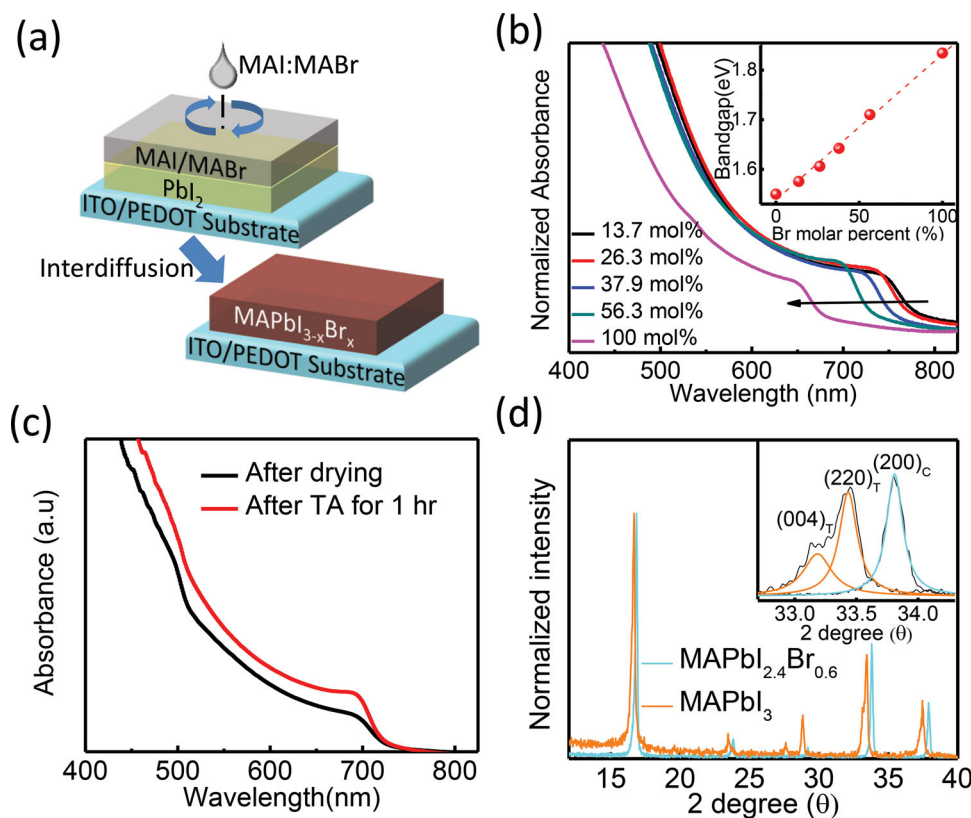 (a)
MAI:MABr
MAI/MABr
PbI₂
ITO/PEDOT Substrate
Interdiffusion
MAPbI₃₋ₓBrₓ
ITO/PEDOT Substrate
(b)
Normalized Absorbance
13.7 mol%
26.3 mol%
37.9 mol%
56.3 mol%
100 mol%
400 500 600 700 800
Wavelength (nm)
Bandgap(eV)
1.8
1.7
1.6
0 50 100
Br molar percent (%)
(c)
Absorbance (a.u)
After drying
After TA for 1 hr
400 500 600 700 800
Wavelength(nm)
(d)
Normalized intensity
(004)T
(220)T
(200)C
33.0 33.5 34.0
2 degree (θ)
MAPbI₂.₄Br₀.₆
MAPbI₃
15 20 25 30 35 40
2 degree (θ)